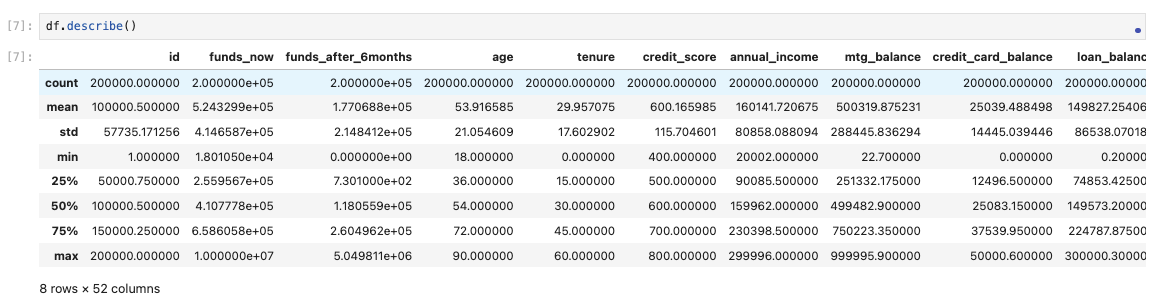 [7]: df.describe()
[7]: id funds_now funds_after_6months age tenure credit_score annual_income mtg_balance credit_card_balance loan_balanc
count 200000.000000 2.000000e+05 2.000000e+05 200000.000000 200000.000000 200000.000000 200000.000000 200000.000000 200000.000000 200000.00000
mean 100000.500000 5.243299e+05 1.770688e+05 53.916585 29.957075 600.165985 160141.720675 500319.875231 25039.488498 149827.25406
std 57735.171256 4.146587e+05 2.148412e+05 21.054609 17.602902 115.704601 80858.088094 288445.836294 14445.039446 86538.07018
min 1.000000 1.801050e+04 0.000000e+00 18.000000 0.000000 400.000000 20002.000000 22.700000 0.000000 0.20000
25% 50000.750000 2.559567e+05 7.301000e+02 36.000000 15.000000 500.000000 90085.500000 251332.175000 12496.500000 74853.42500
50% 100000.500000 4.107778e+05 1.180559e+05 54.000000 30.000000 600.000000 159962.000000 499482.900000 25083.150000 149573.20000
75% 150000.250000 6.586058e+05 2.604962e+05 72.000000 45.000000 700.000000 230398.500000 750223.350000 37539.950000 224787.87500
max 200000.000000 1.000000e+07 5.049811e+06 90.000000 60.000000 800.000000 299996.000000 999995.900000 50000.600000 300000.30000
8 rows × 52 columns